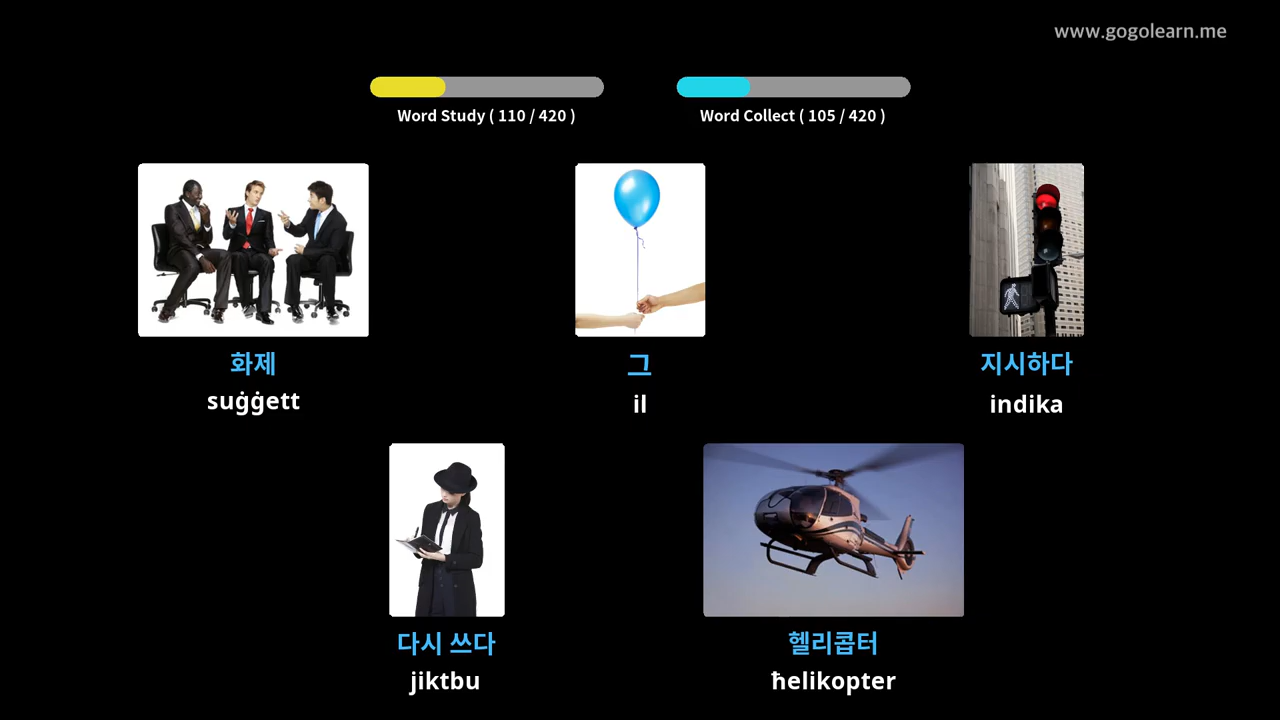 www.gogolearn.me
Word Study ( 110 / 420 )
Word Collect ( 105 / 420 )
화제
suġġett
그
il
지시하다
indika
다시 쓰다
jiktbu
헬리콥터
ħelikopter